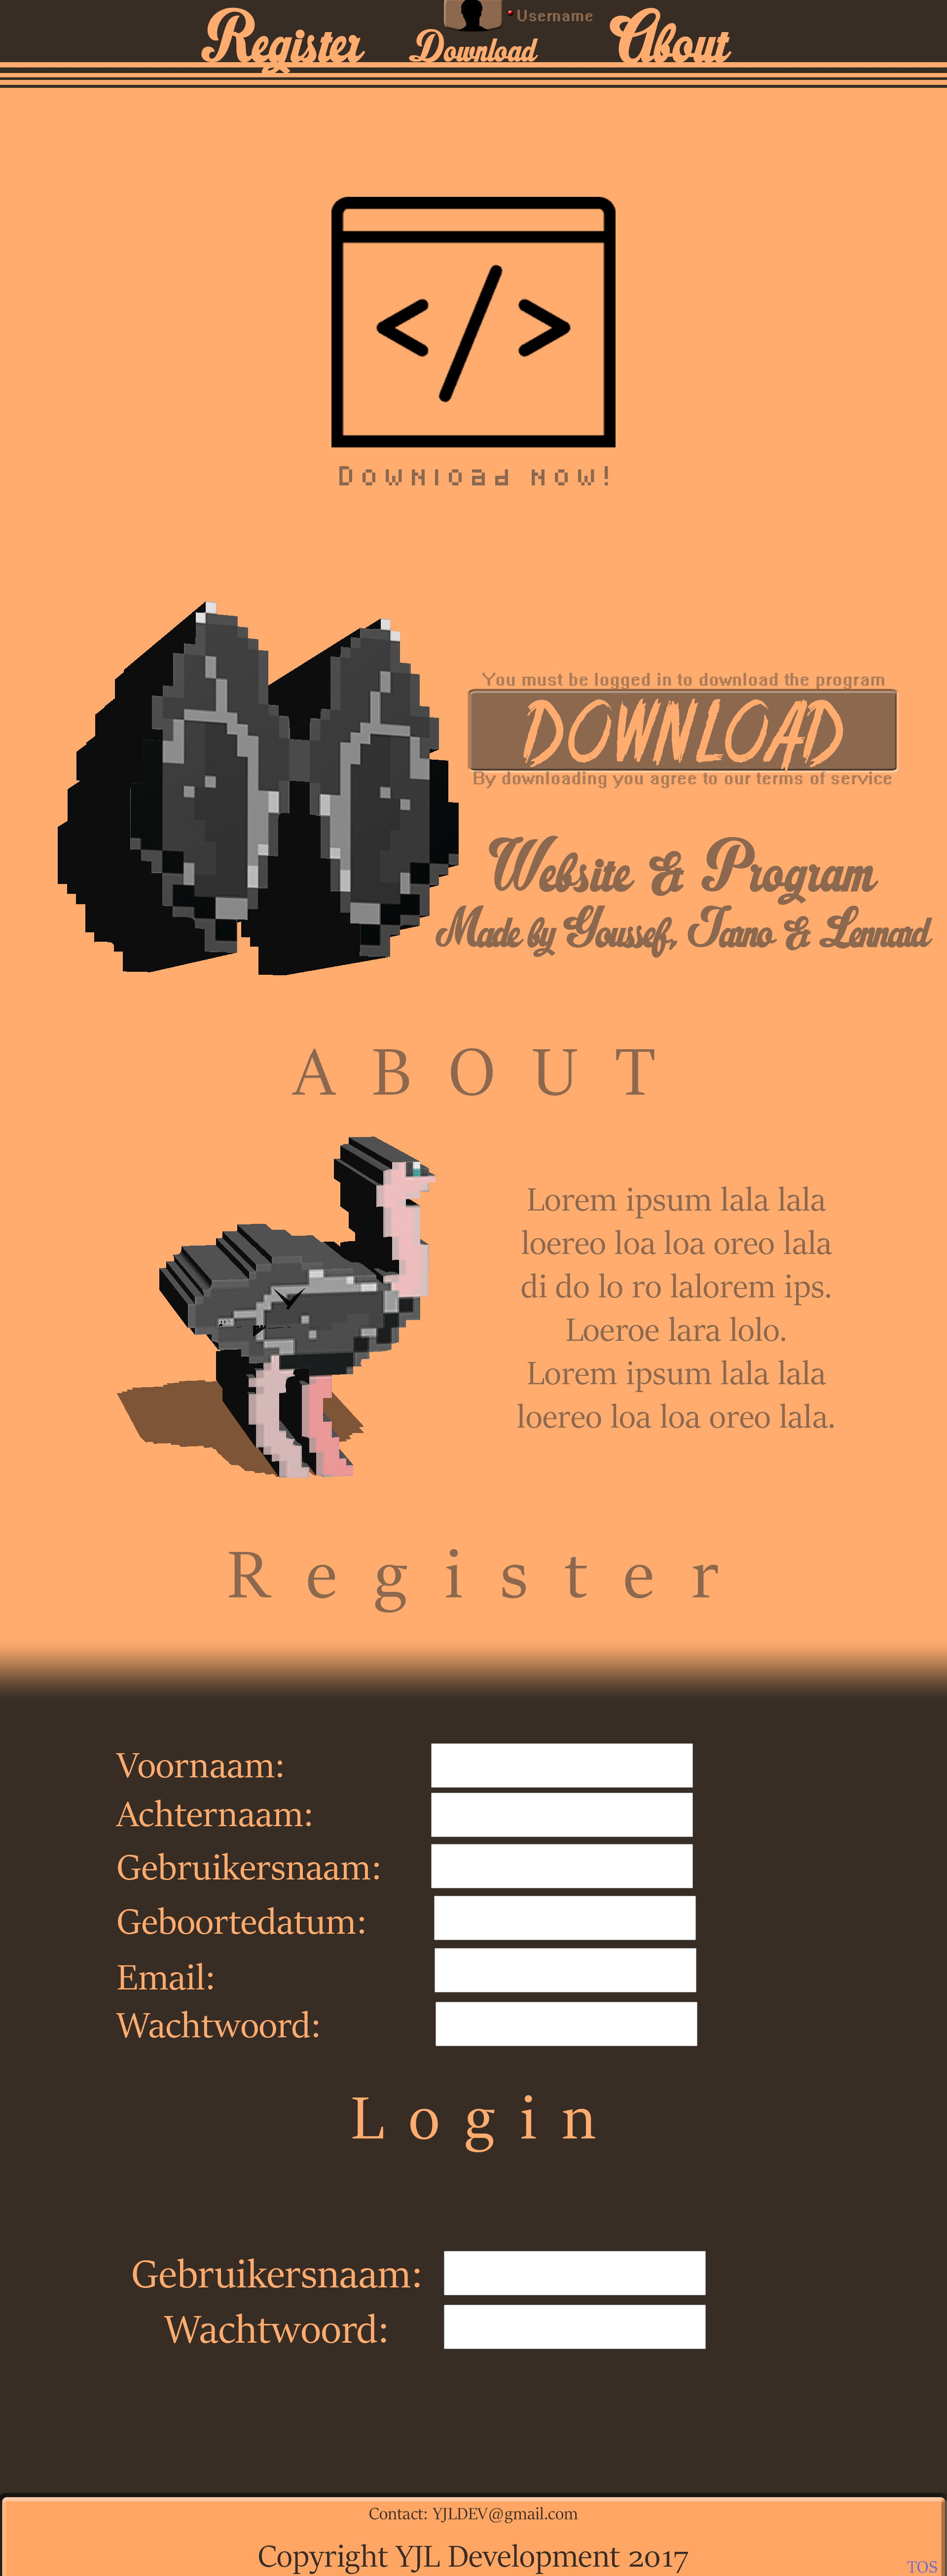 Username
Register Download About
Download now!
You must be logged in to download the program
DOWNLOAD
By downloading you agree to our terms of service
Website & Program
Made by Youssef, Jarno & Lennard
ABOUT
Lorem ipsum lala lala
loereo loa loa oreo lala
di do lo ro lalorem ips.
Loeroe lara lolo.
Lorem ipsum lala lala
loereo loa loa oreo lala.
Register
Voornaam:
Achternaam:
Gebruikersnaam:
Geboortedatum:
Email:
Wachtwoord:
Login
Gebruikersnaam:
Wachtwoord:
Contact: YJLDEV@gmail.com
Copyright YJL Development 2017
TOS